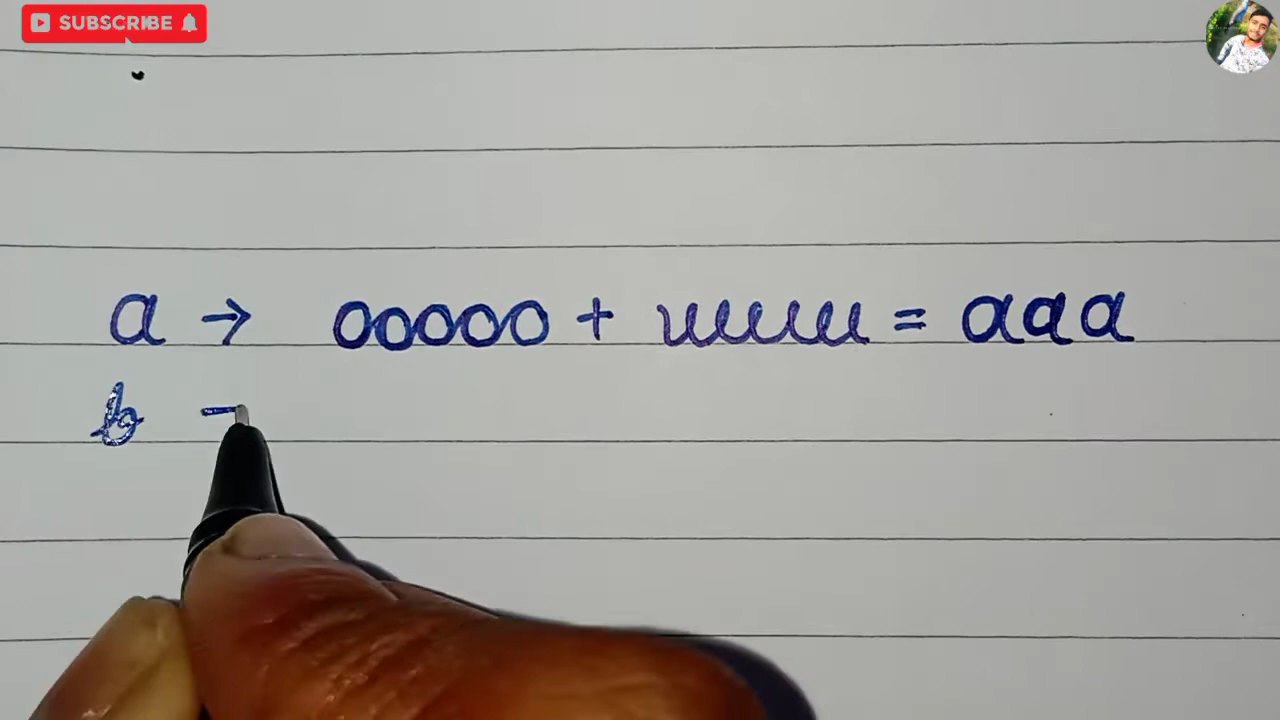 SUBSCRIBE
a → ooooo + uuuu = aaa
b -